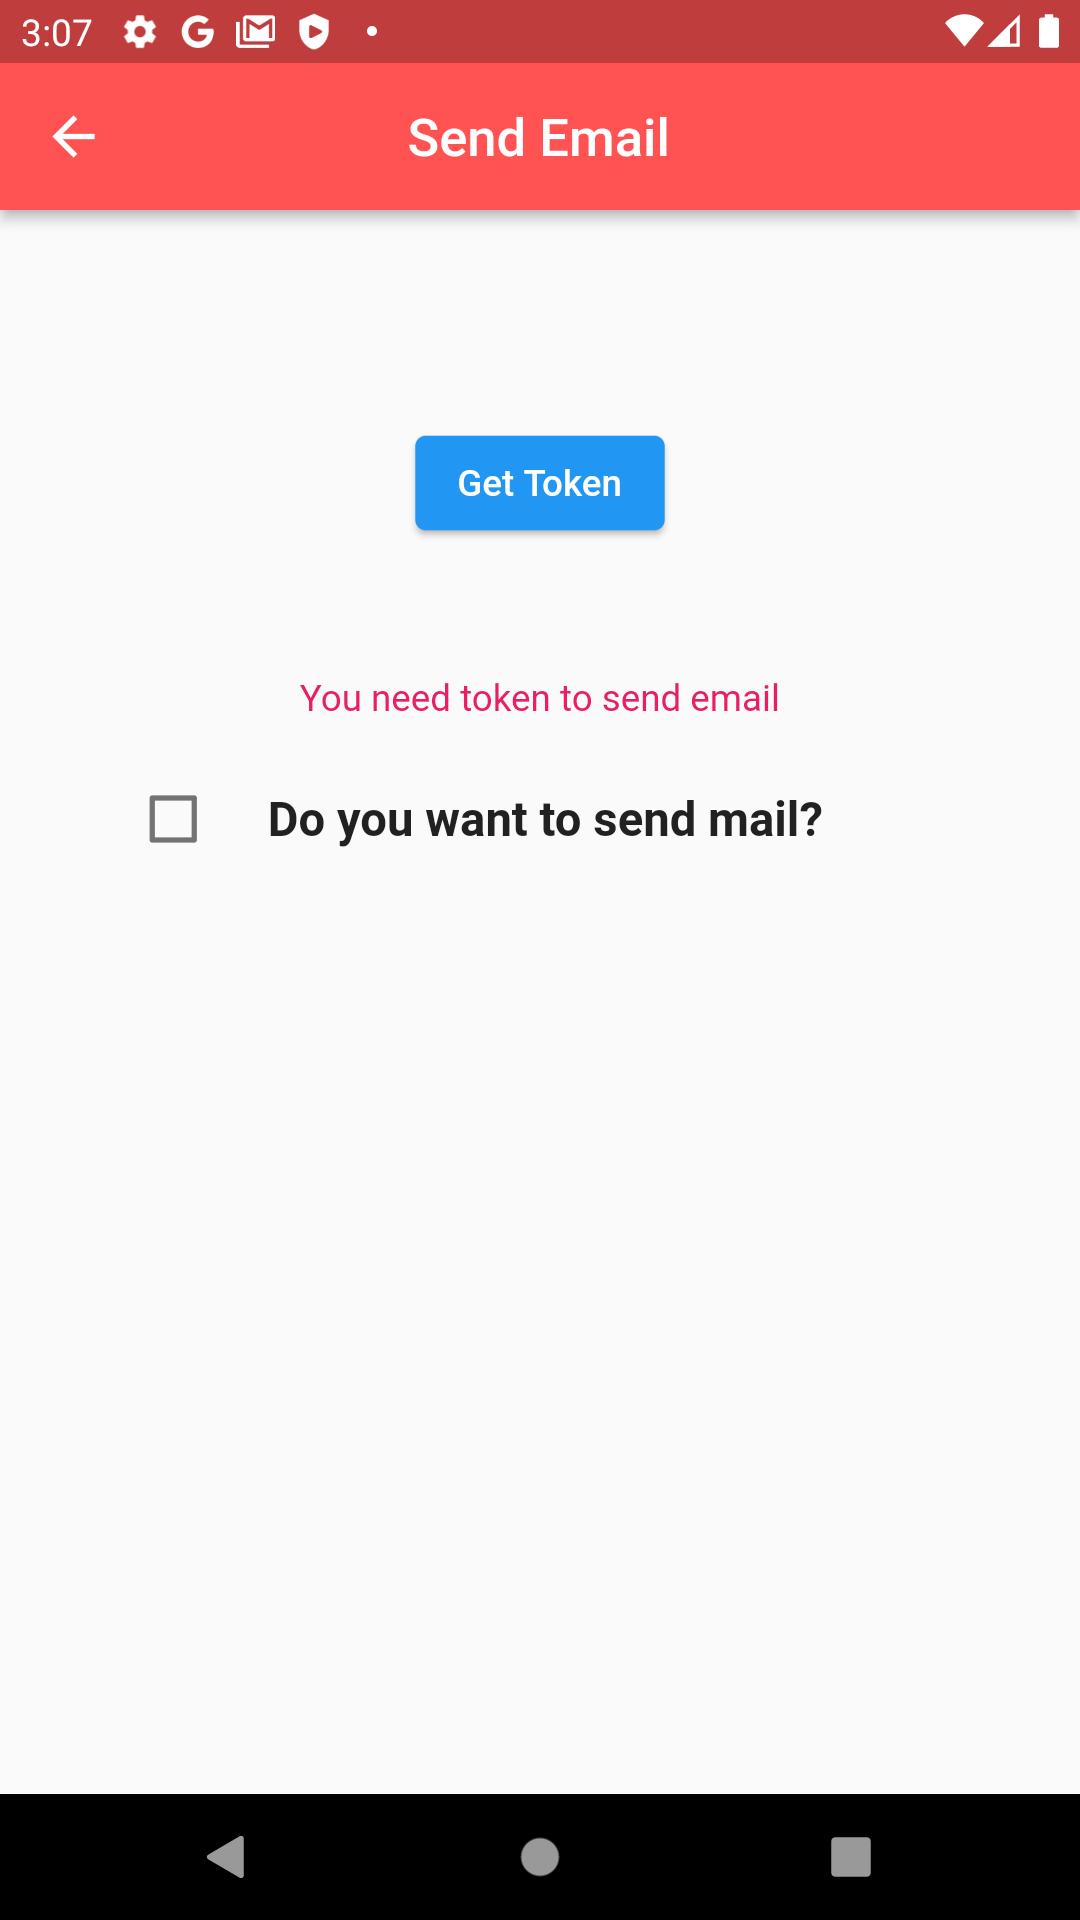 3:07
Send Email
Get Token
You need token to send email
Do you want to send mail?